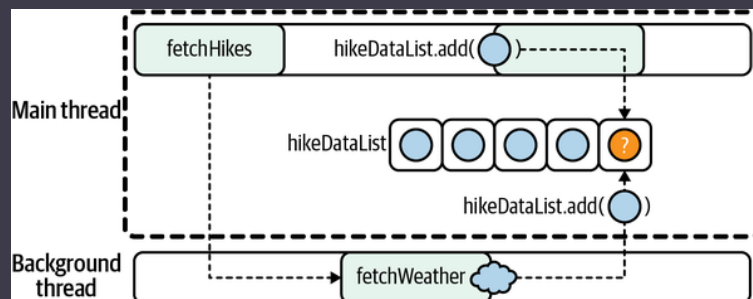 fetchHikes
hikeDataList.add( )
Main thread
hikeDataList
?
hikeDataList.add( )
Background
thread
fetchWeather